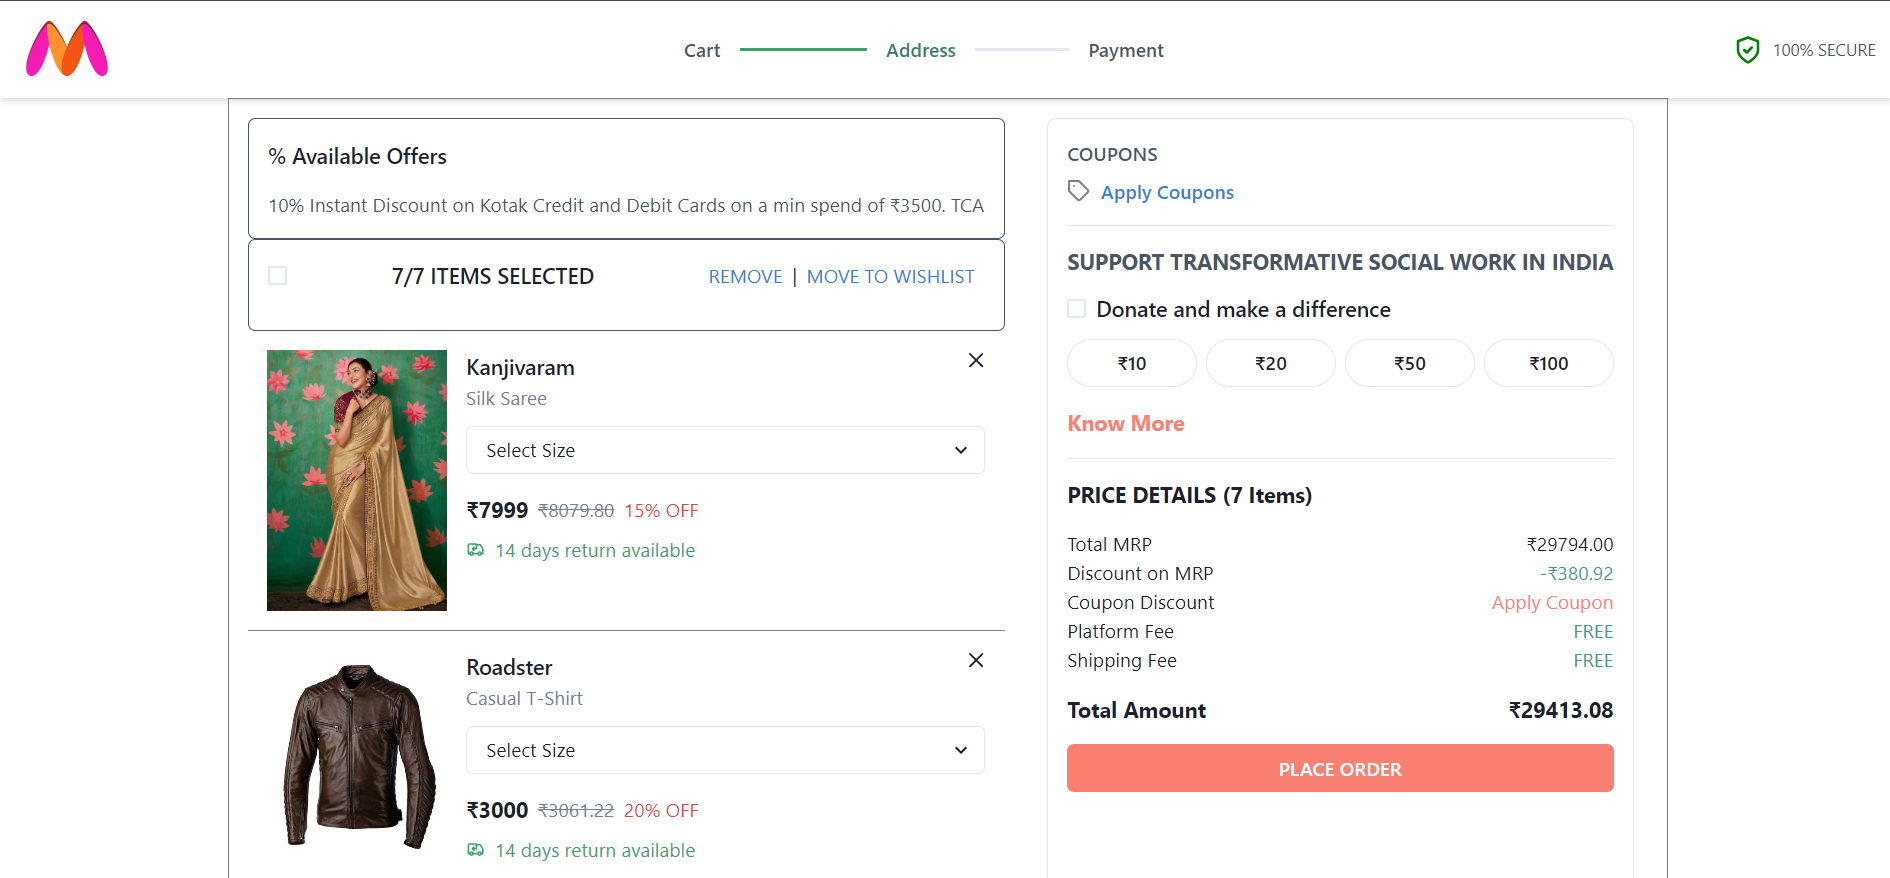 Cart
Address
Payment
100% SECURE
% Available Offers
10% Instant Discount on Kotak Credit and Debit Cards on a min spend of ₹3500. TCA
7/7 ITEMS SELECTED
REMOVE | MOVE TO WISHLIST
Kanjivaram
Silk Saree
Select Size
₹7999 ₹8079.80 15% OFF
14 days return available
Roadster
Casual T-Shirt
Select Size
₹3000 ₹3061.22 20% OFF
14 days return available
COUPONS
Apply Coupons
SUPPORT TRANSFORMATIVE SOCIAL WORK IN INDIA
Donate and make a difference
₹10
₹20
₹50
₹100
Know More
PRICE DETAILS (7 Items)
Total MRP ₹29794.00
Discount on MRP -₹380.92
Coupon Discount Apply Coupon
Platform Fee FREE
Shipping Fee FREE
Total Amount ₹29413.08
PLACE ORDER